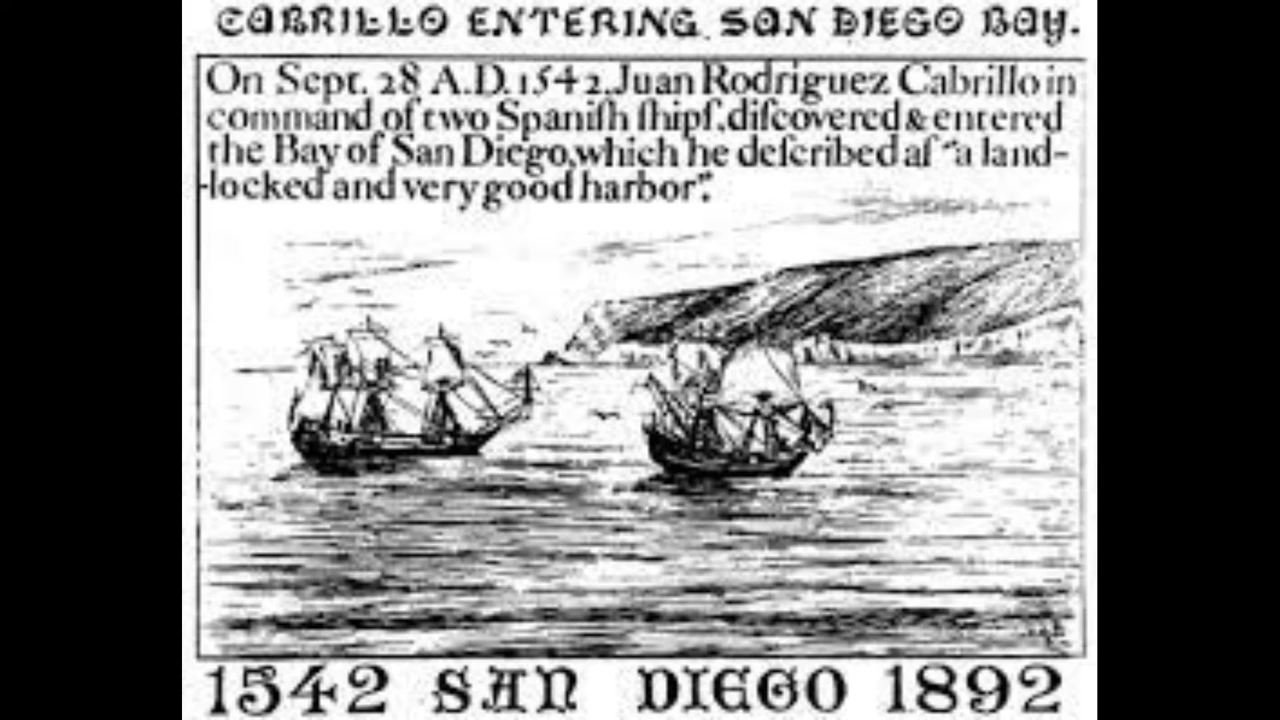 CABRILLO ENTERING SAN DIEGO BAY.
On Sept. 28 A.D. 1542, Juan Rodriguez Cabrillo in
command of two Spaniſh ſhipſ, diſcovered & entered
the Bay of San Diego, which he deſcribed aſ "a land-
-locked and very good harbor".
1542 SAN DIEGO 1892